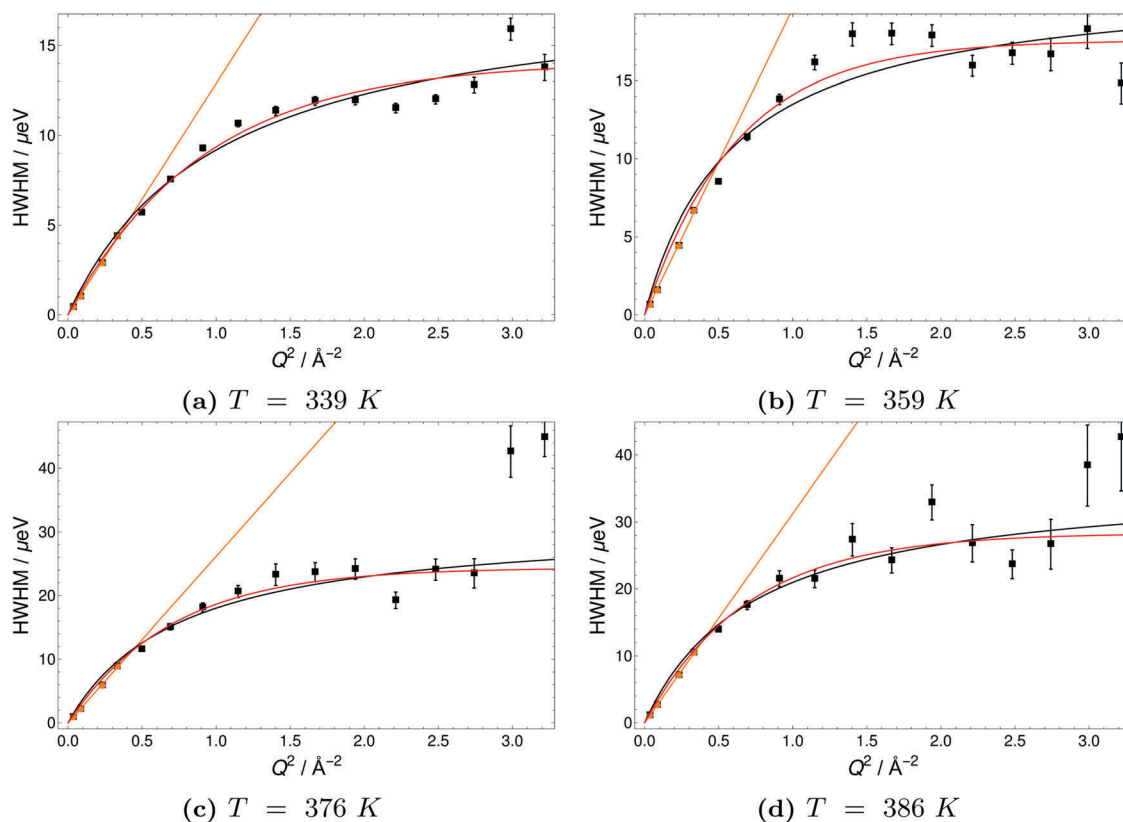 15
10
5
0
HWHM / μeV
0.0 0.5 1.0 1.5 2.0 2.5 3.0
Q² / Å⁻²
(a) T = 339 K
15
10
5
0
HWHM / μeV
0.0 0.5 1.0 1.5 2.0 2.5 3.0
Q² / Å⁻²
(b) T = 359 K
40
30
20
10
0
HWHM / μeV
0.0 0.5 1.0 1.5 2.0 2.5 3.0
Q² / Å⁻²
(c) T = 376 K
40
30
20
10
0
HWHM / μeV
0.0 0.5 1.0 1.5 2.0 2.5 3.0
Q² / Å⁻²
(d) T = 386 K